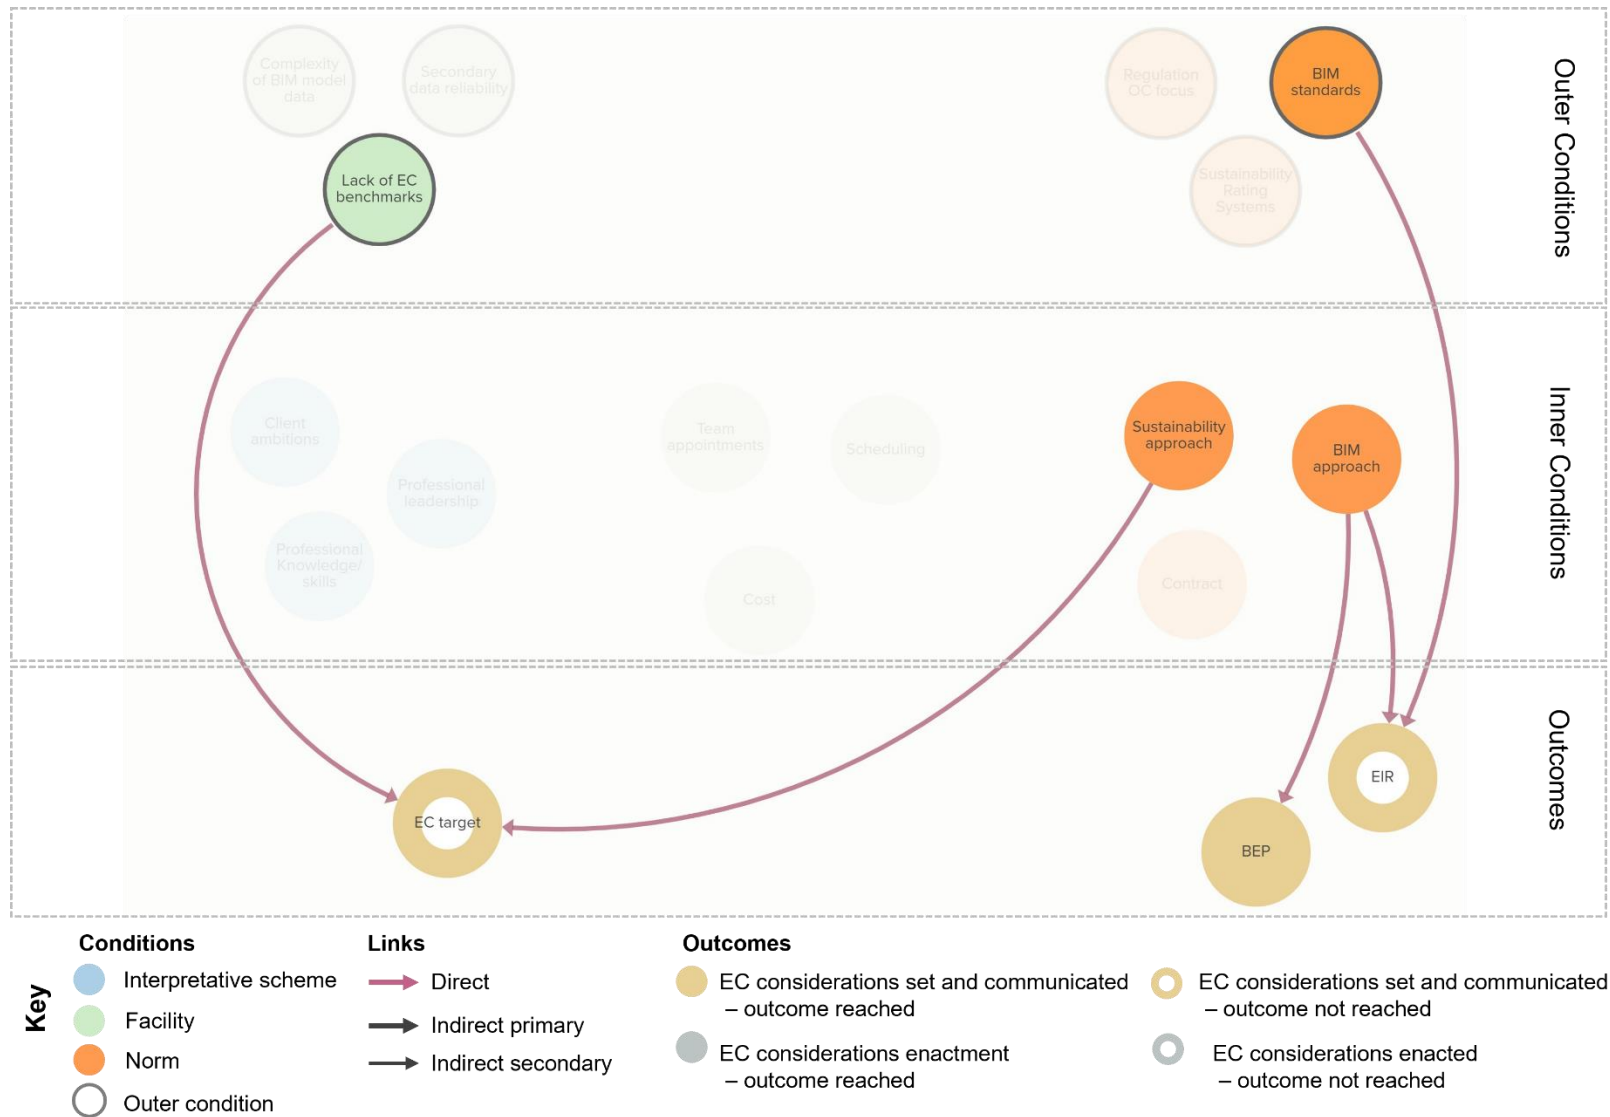 Complexity
of BIM model
data
Secondary
data reliability
Lack of EC
benchmarks
Regulation
OC focus
BIM
standards
Sustainability
Rating
Systems
Outer Conditions
Client
ambitions
Professional
leadership
Professional
Knowledge/
skills
Team
appointments
Scheduling
Cost
Sustainability
approach
BIM
approach
Contract
Inner Conditions
EC target
EIR
BEP
Outcomes
Key
Conditions
Interpretative scheme
Facility
Norm
Outer condition
Links
Direct
Indirect primary
Indirect secondary
Outcomes
EC considerations set and communicated
– outcome reached
EC considerations enactment
– outcome reached
EC considerations set and communicated
– outcome not reached
EC considerations enacted
– outcome not reached